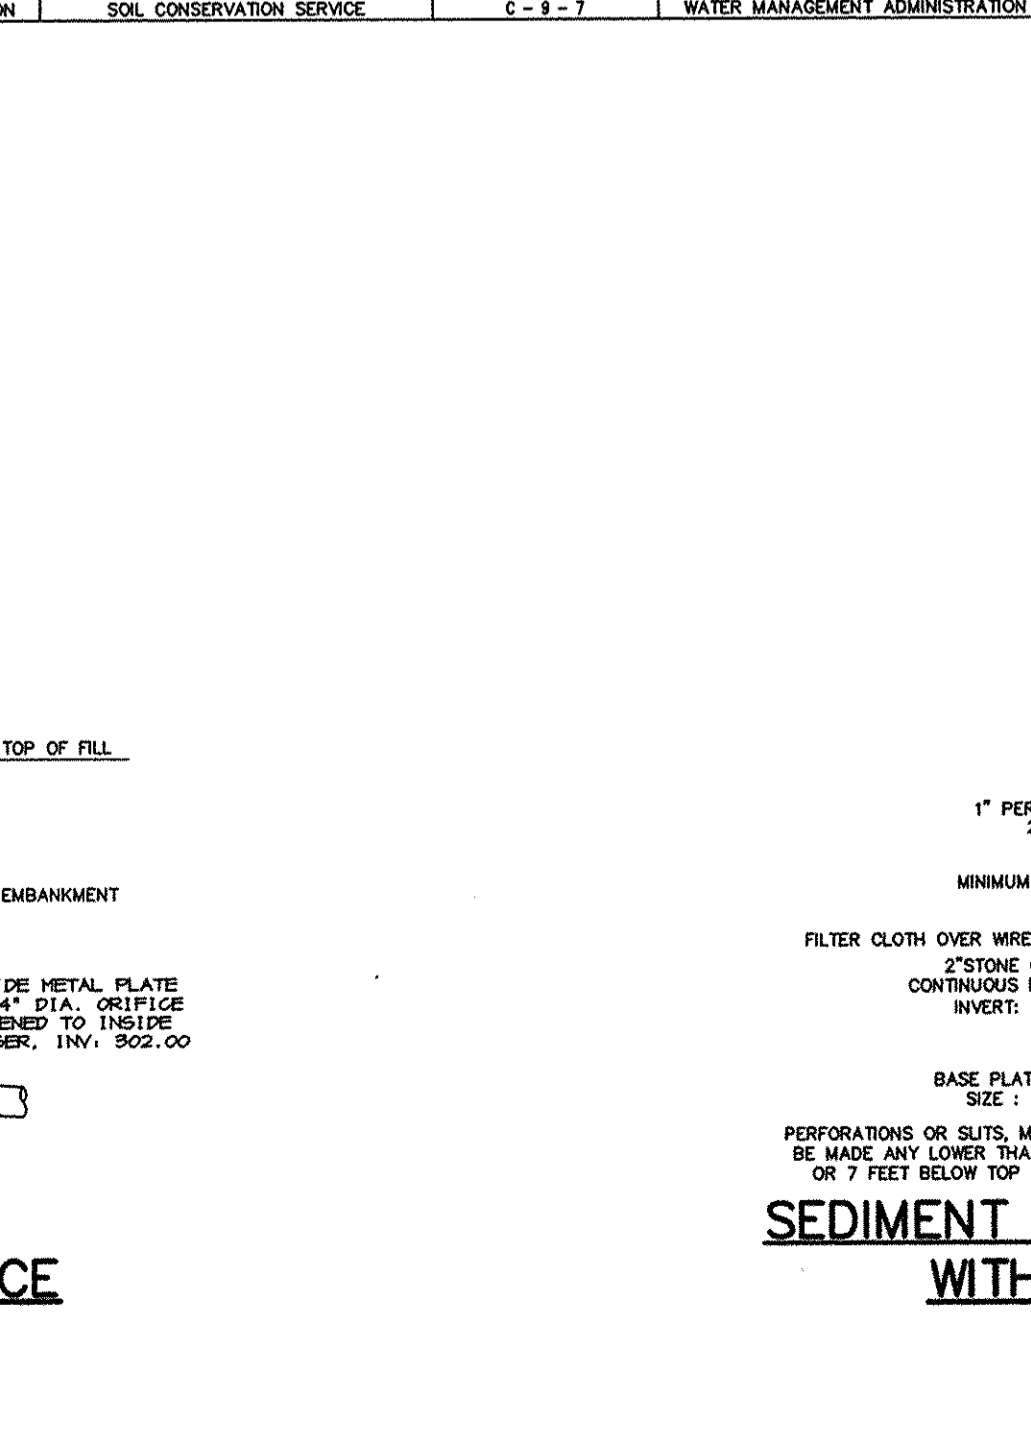 ON SOIL CONSERVATION SERVICE C - 9 - 7 WATER MANAGEMENT ADMINISTRATION
TOP OF FILL
EMBANKMENT
DE METAL PLATE
4" DIA. ORIFICE
ENED TO INSIDE
SER, INV: 302.00
CE
1" PER
2
MINIMUM
FILTER CLOTH OVER WIRE
2"STONE
CONTINUOUS
INVERT:
BASE PLAT
SIZE :
PERFORATIONS OR SLITS, M
BE MADE ANY LOWER THA
OR 7 FEET BELOW TOP
SEDIMENT
WITH